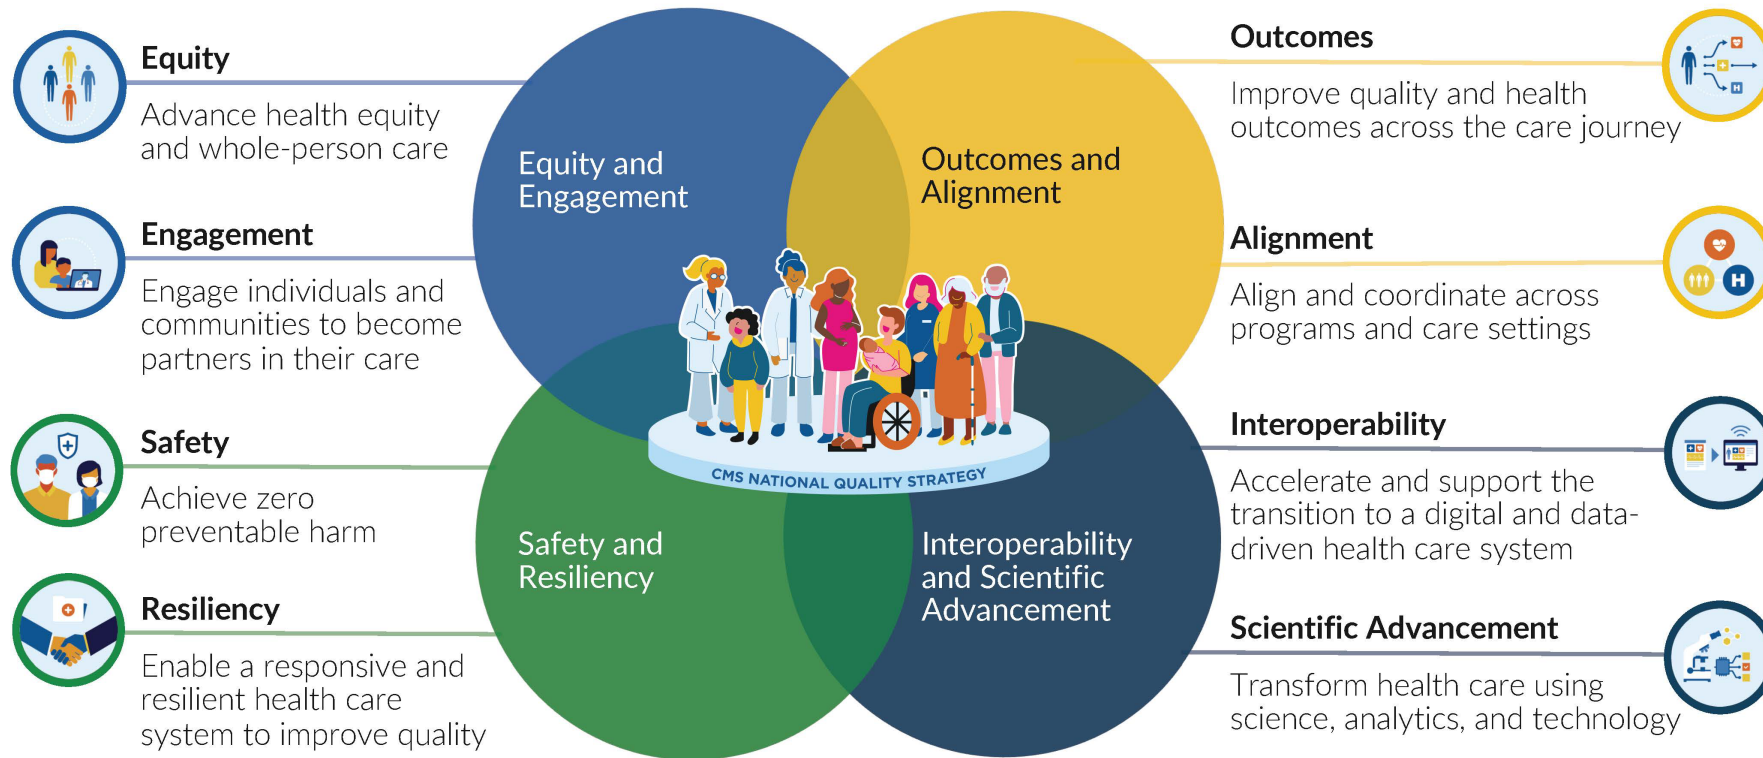 Equity
Advance health equity
and whole-person care
Engagement
Engage individuals and
communities to become
partners in their care
Safety
Achieve zero
preventable harm
Resiliency
Enable a responsive and
resilient health care
system to improve quality
Equity and
Engagement
Outcomes and
Alignment
CMS NATIONAL QUALITY STRATEGY
Safety and
Resiliency
Interoperability
and Scientific
Advancement
Outcomes
Improve quality and health
outcomes across the care journey
H
Alignment
Align and coordinate across
programs and care settings
H
Interoperability
Accelerate and support the
transition to a digital and data-
driven health care system
Scientific Advancement
Transform health care using
science, analytics, and technology